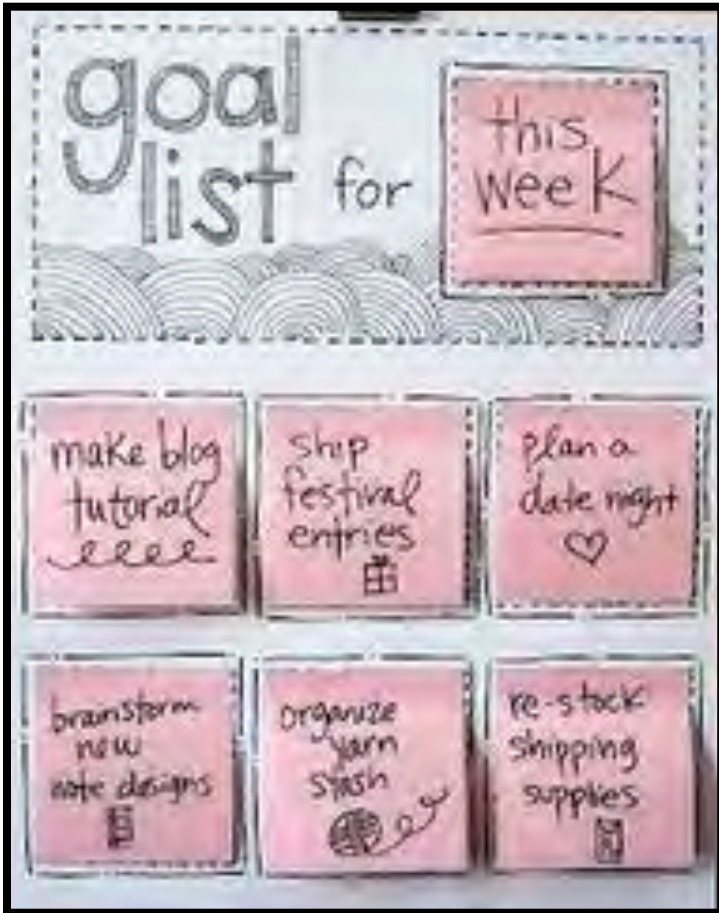 goal
list for
this
week
make blog
tutorial
ship
festival
entries
plan a
date night
brainstorm
new
note designs
organize
yarn
stash
re-stock
shipping
supplies